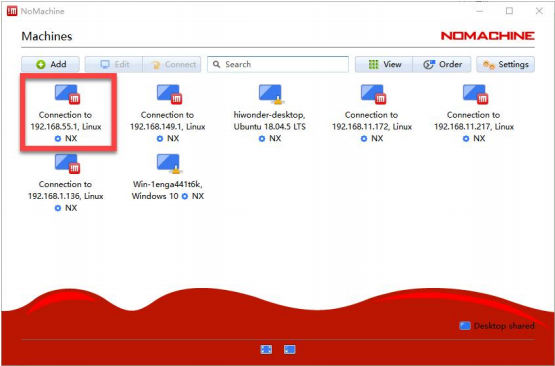 NoMachine
Machines
NOMACHINE
Add
Edit
Connect
Search
View
Order
Settings
Connection to
192.168.55.1, Linux
NX
Connection to
192.168.149.1, Linux
NX
hiwonder-desktop,
Ubuntu 18.04.5 LTS
NX
Connection to
192.168.11.172, Linux
NX
Connection to
192.168.11.217, Linux
NX
Connection to
192.168.1.136, Linux
NX
Win-1enga441t6k,
Windows 10 NX
Desktop shared